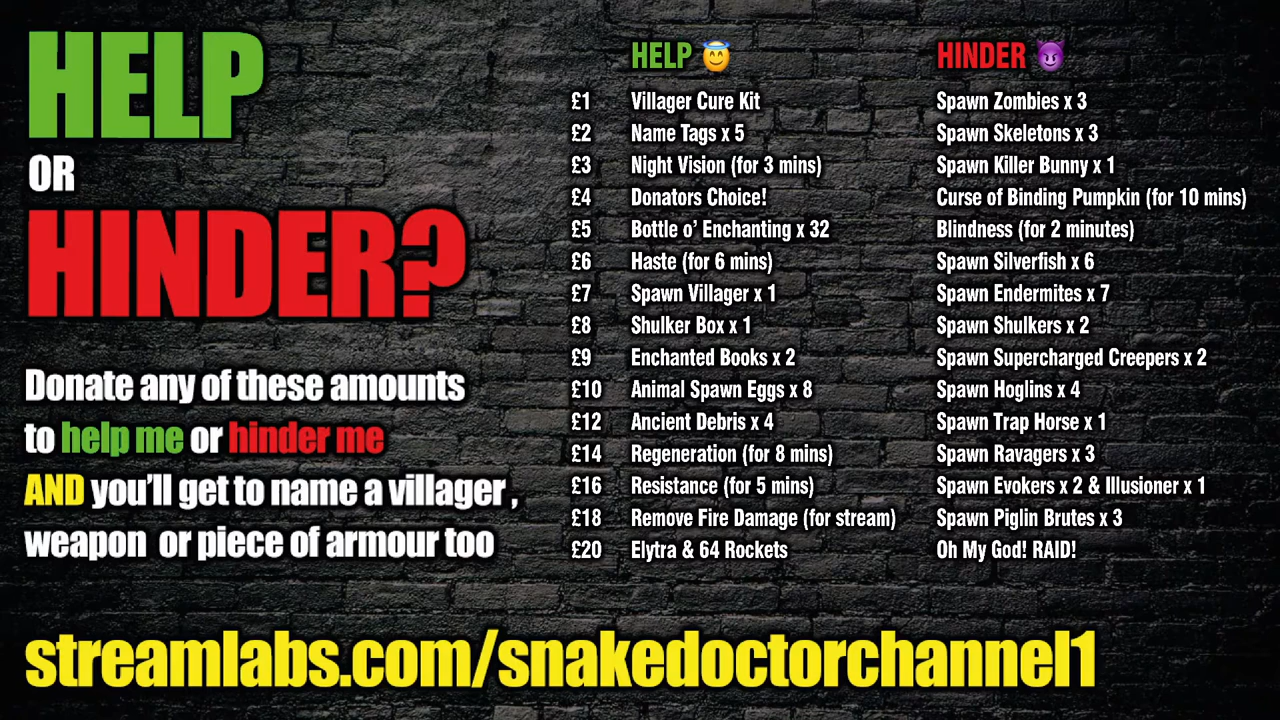 HELP
OR
HINDER?
Donate any of these amounts
to help me or hinder me
AND you'll get to name a villager ,
weapon or piece of armour too
HELP 😇 HINDER 😈
£1 Villager Cure Kit Spawn Zombies x 3
£2 Name Tags x 5 Spawn Skeletons x 3
£3 Night Vision (for 3 mins) Spawn Killer Bunny x 1
£4 Donators Choice! Curse of Binding Pumpkin (for 10 mins)
£5 Bottle o' Enchanting x 32 Blindness (for 2 minutes)
£6 Haste (for 6 mins) Spawn Silverfish x 6
£7 Spawn Villager x 1 Spawn Endermites x 7
£8 Shulker Box x 1 Spawn Shulkers x 2
£9 Enchanted Books x 2 Spawn Supercharged Creepers x 2
£10 Animal Spawn Eggs x 8 Spawn Hoglins x 4
£12 Ancient Debris x 4 Spawn Trap Horse x 1
£14 Regeneration (for 8 mins) Spawn Ravagers x 3
£16 Resistance (for 5 mins) Spawn Evokers x 2 & Illusioner x 1
£18 Remove Fire Damage (for stream) Spawn Piglin Brutes x 3
£20 Elytra & 64 Rockets Oh My God! RAID!
streamlabs.com/snakedoctorchannel1